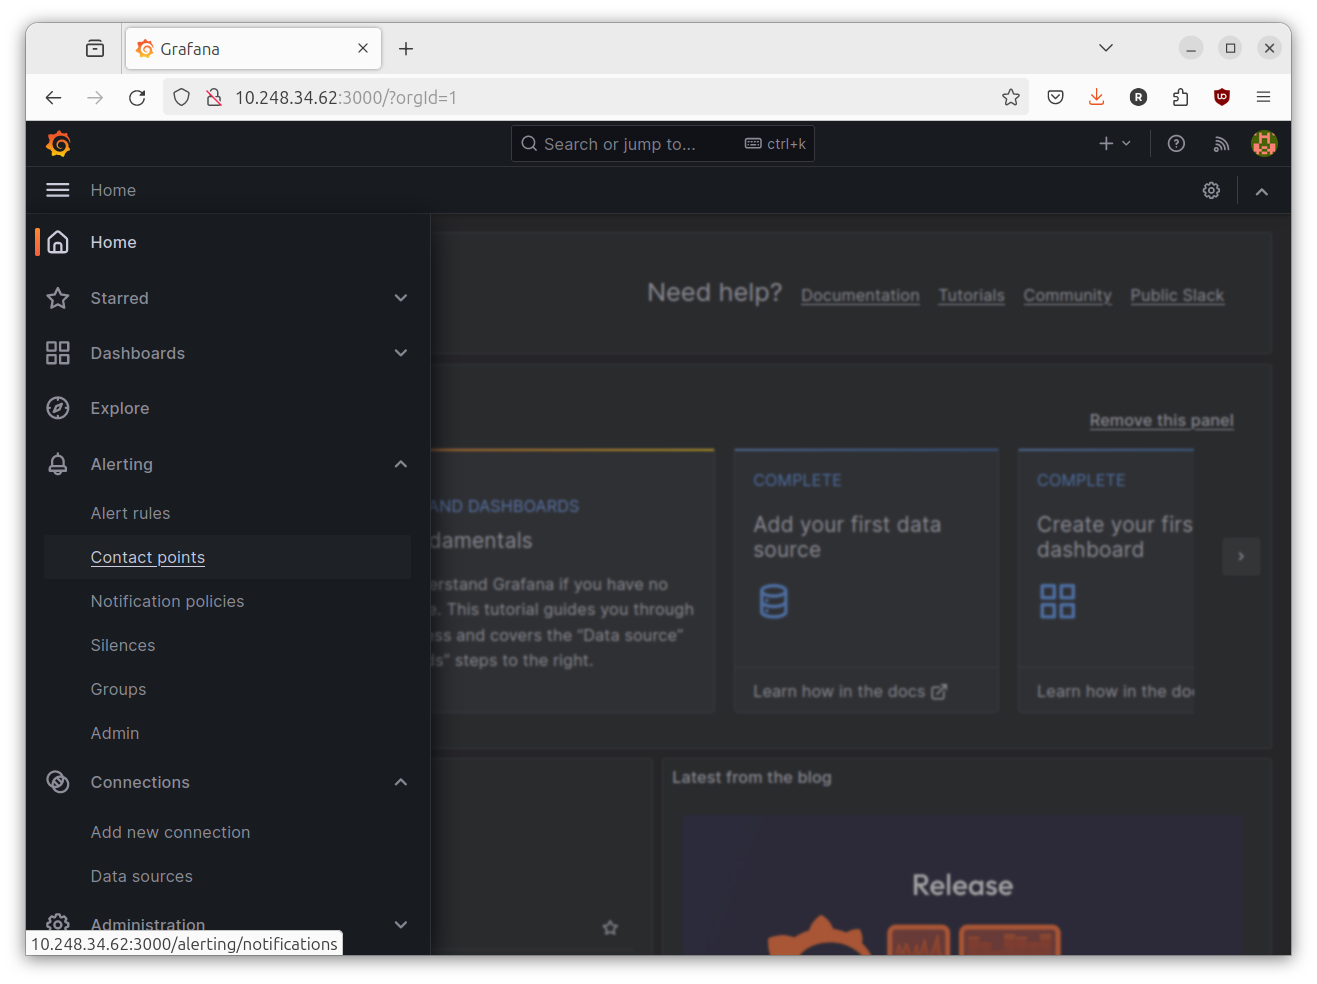 Grafana
10.248.34.62:3000/?orgId=1
Search or jump to...
ctrl+k
Home
Home
Starred
Dashboards
Explore
Alerting
Alert rules
Contact points
Notification policies
Silences
Groups
Admin
Connections
Add new connection
Data sources
Administration
10.248.34.62:3000/alerting/notifications
Need help?
Documentation
Tutorials
Community
Public Slack
Remove this panel
AND DASHBOARDS
damentals
erstand Grafana if you have no
e. This tutorial guides you through
ess and covers the “Data source”
ds” steps to the right.
COMPLETE
Add your first data
source
Learn how in the docs
COMPLETE
Create your firs
dashboard
Learn how in the do
Latest from the blog
Release